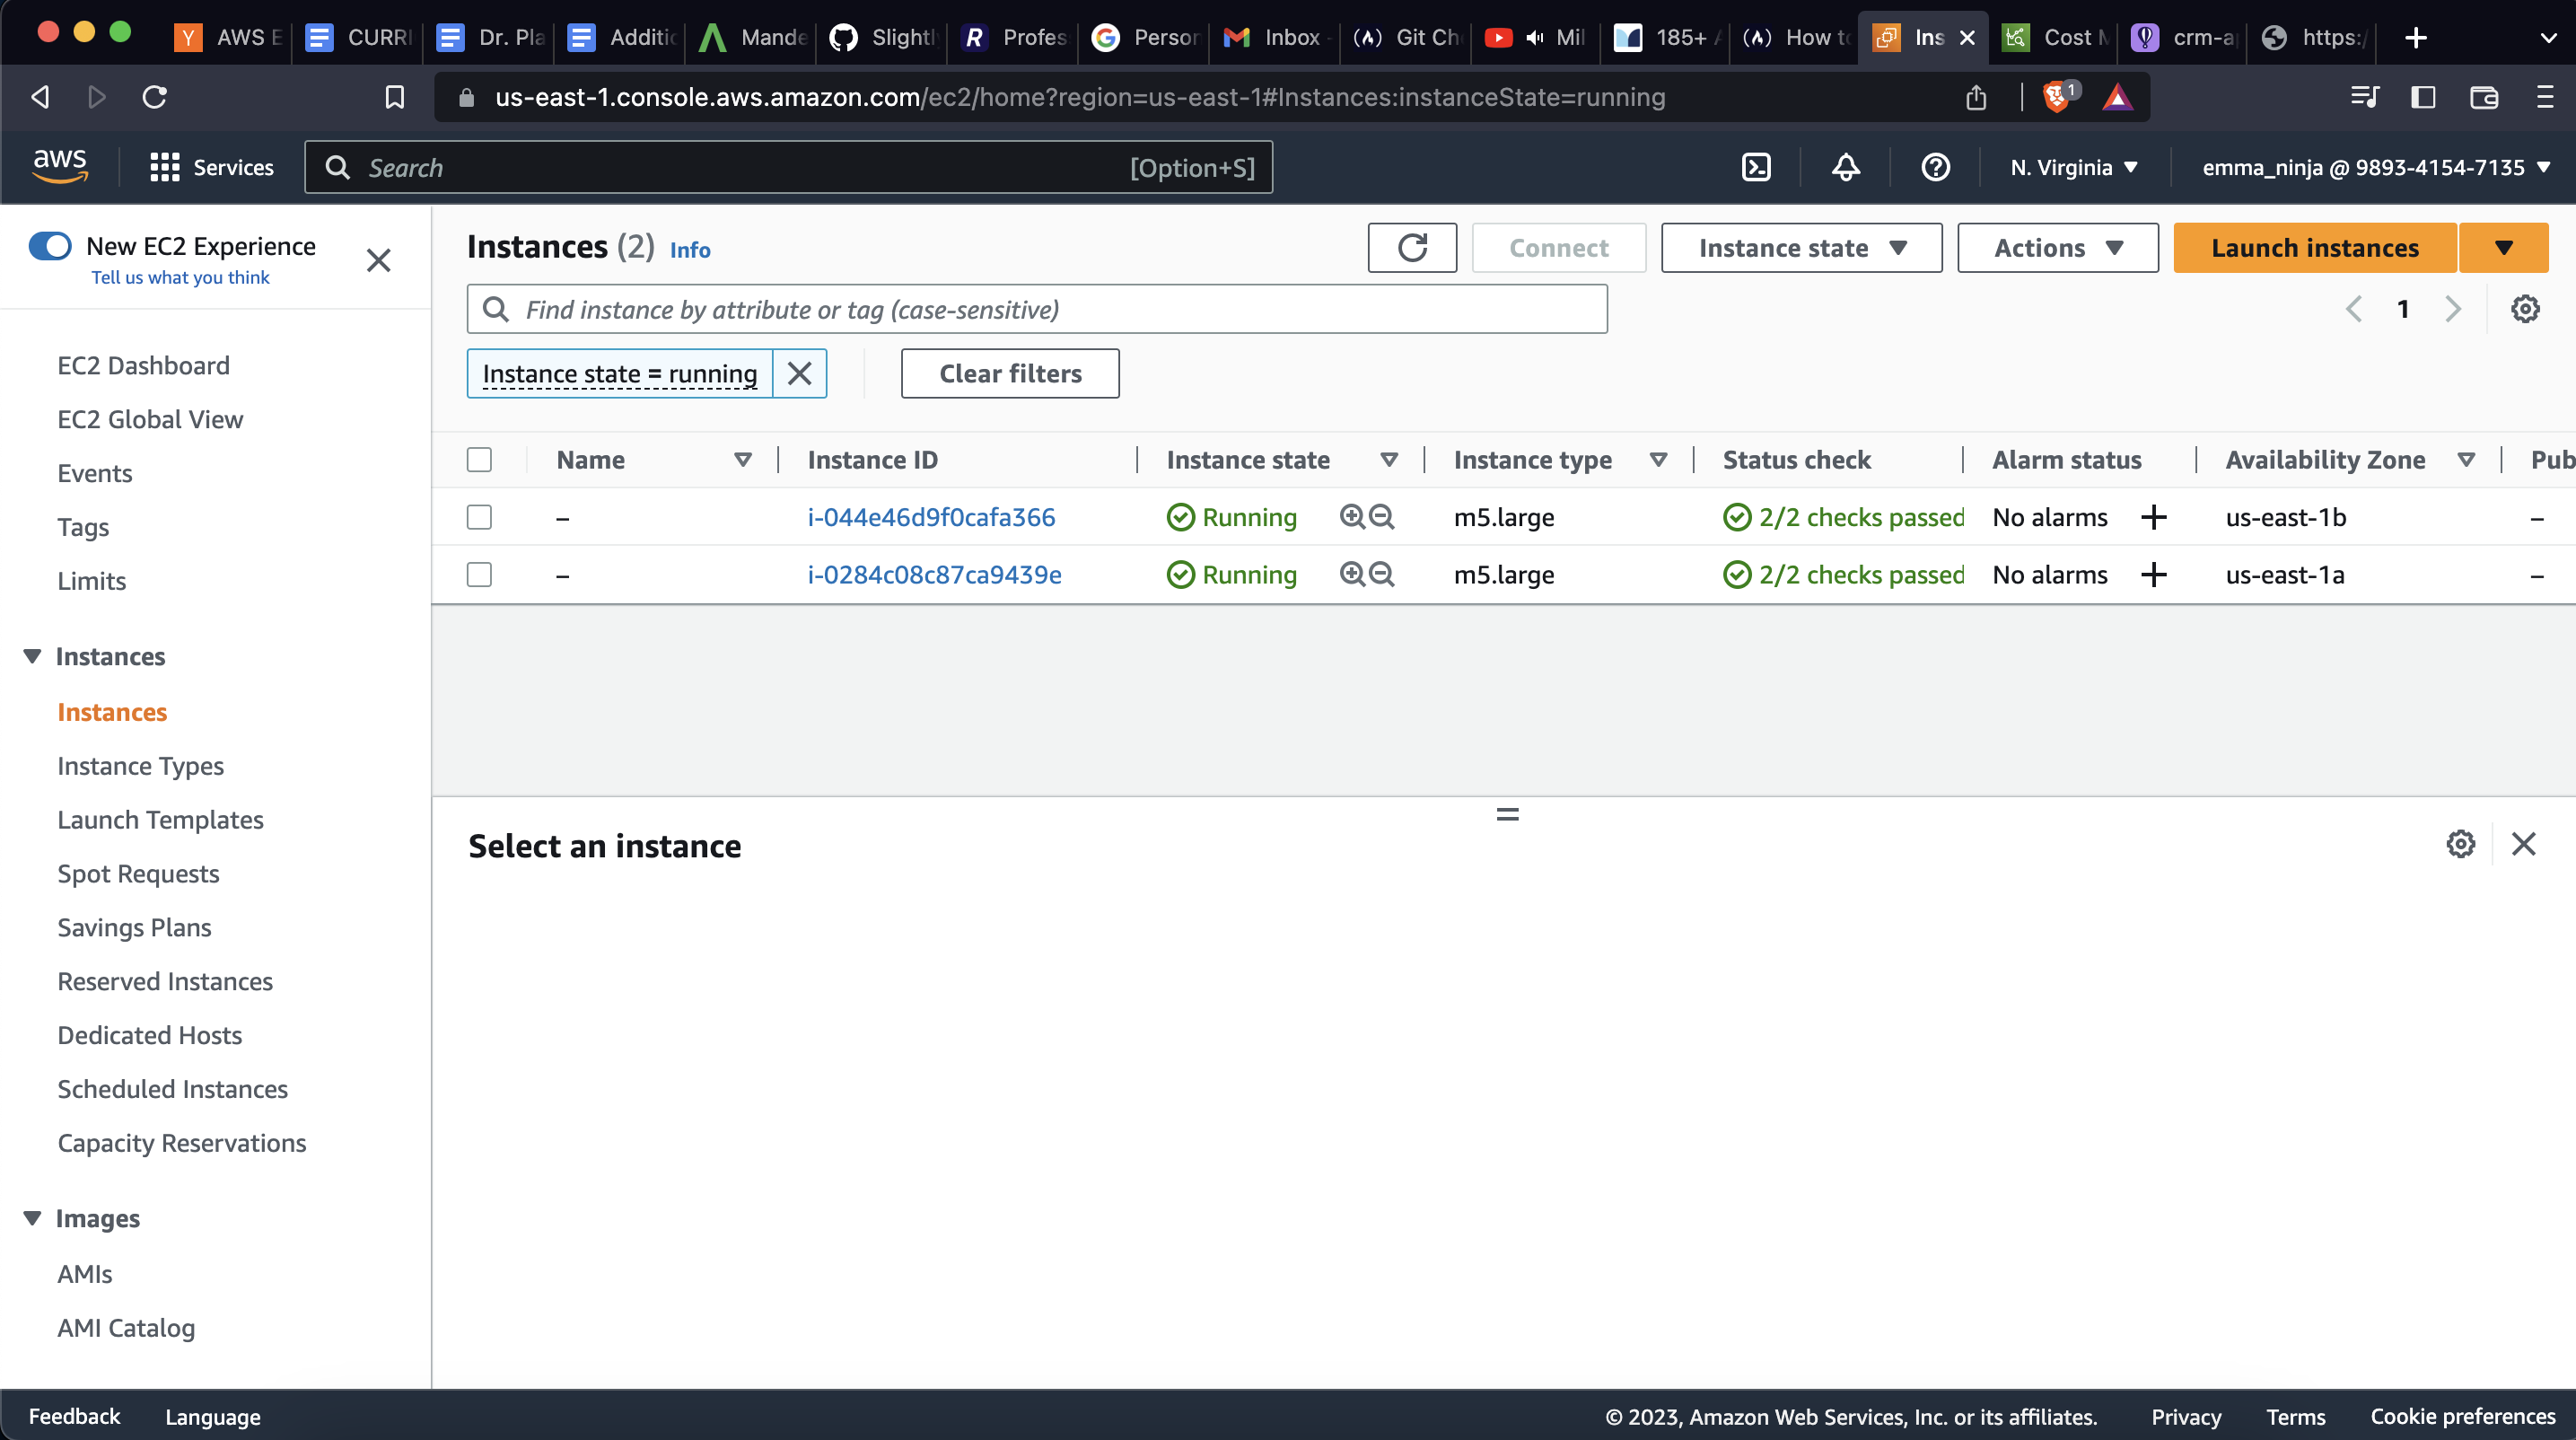 Y AWS E
CURRI
Dr. Pla
Additic
Mande
Slightl
R Profes
Person
Inbox -
Git Che
Mil
185+ A
How to
Ins
Cost M
crm-a
https:/
us-east-1.console.aws.amazon.com/ec2/home?region=us-east-1#Instances:instanceState=running
1
aws
Services
Search
[Option+S]
N. Virginia
emma_ninja @ 9893-4154-7135
New EC2 Experience
Tell us what you think
EC2 Dashboard
EC2 Global View
Events
Tags
Limits
Instances
Instances
Instance Types
Launch Templates
Spot Requests
Savings Plans
Reserved Instances
Dedicated Hosts
Scheduled Instances
Capacity Reservations
Images
AMIs
AMI Catalog
Instances (2) Info
Connect
Instance state
Actions
Launch instances
Find instance by attribute or tag (case-sensitive)
1
Instance state = running
Clear filters
Name Instance ID Instance state Instance type Status check Alarm status Availability Zone Pub
– i-044e46d9f0cafa366 Running m5.large 2/2 checks passed No alarms + us-east-1b –
– i-0284c08c87ca9439e Running m5.large 2/2 checks passed No alarms + us-east-1a –
Select an instance
Feedback Language © 2023, Amazon Web Services, Inc. or its affiliates. Privacy Terms Cookie preferences